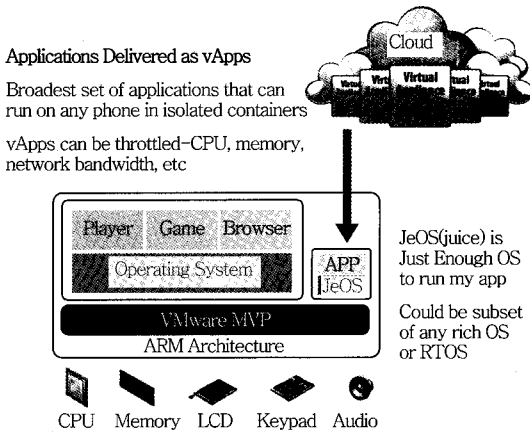 Applications Delivered as vApps
Broadest set of applications that can
run on any phone in isolated containers
vApps can be throttled-CPU, memory,
network bandwidth, etc
Cloud
Virtual
Player Game Browser
Operating System
APP
JeOS
VMware MVP
ARM Architecture
JeOS(juice) is
Just Enough OS
to run my app
Could be subset
of any rich OS
or RTOS
CPU Memory LCD Keypad Audio